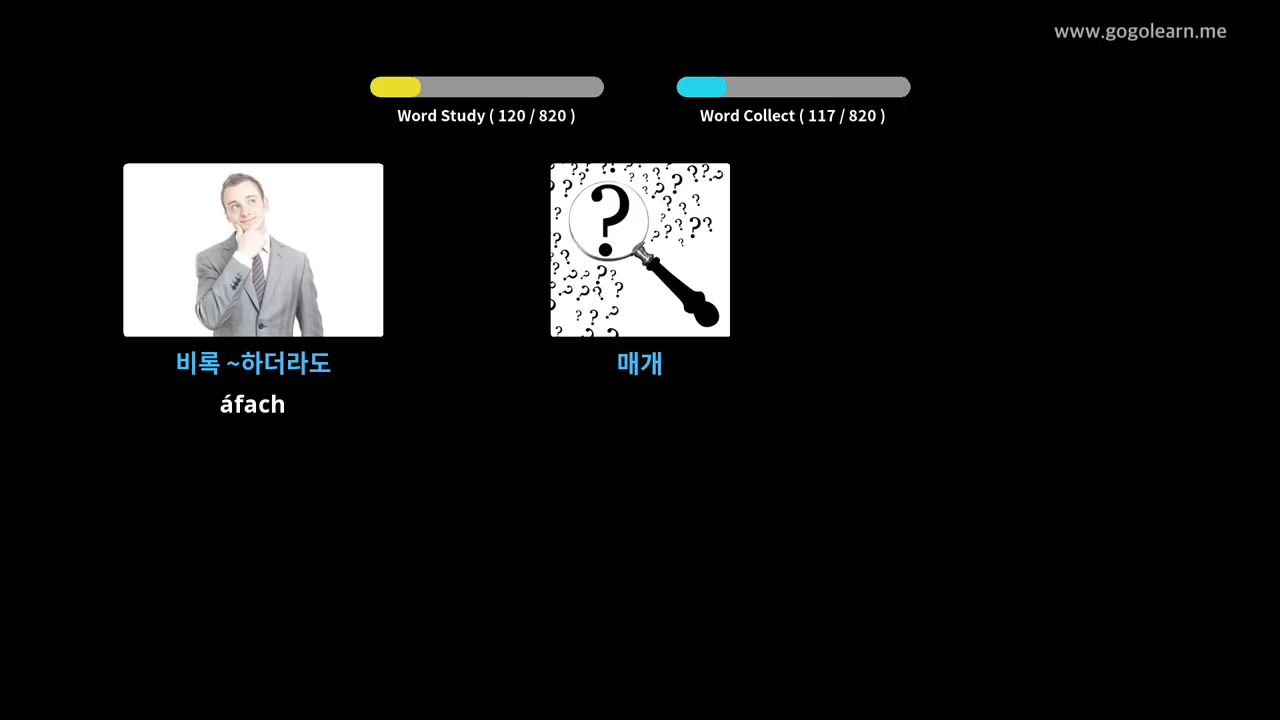 www.gogolearn.me
Word Study ( 120 / 820 )
Word Collect ( 117 / 820 )
비록 ~하더라도
áfach
매개